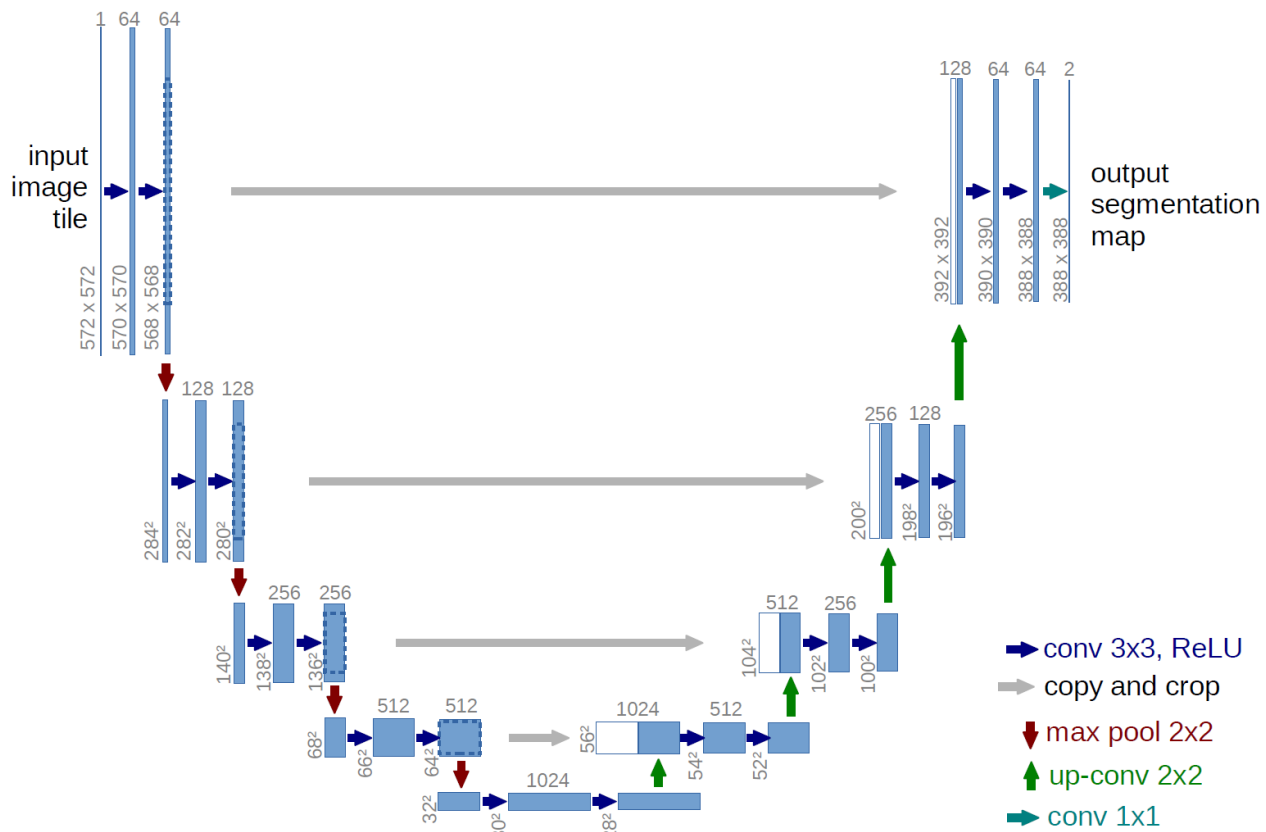 1 64 64
128 64 64 2
input
image
tile
output
segmentation
map
572 x 572
570 x 570
568 x 568
392 x 392
390 x 390
388 x 388
388 x 388
128 128
256 128
284²
282²
280²
200²
198²
196²
256 256
512 256
140²
138²
136²
104²
102²
100²
512 512
1024 512
68²
66²
64²
56²
54²
52²
1024
32²
conv 3x3, ReLU
copy and crop
max pool 2x2
up-conv 2x2
conv 1x1